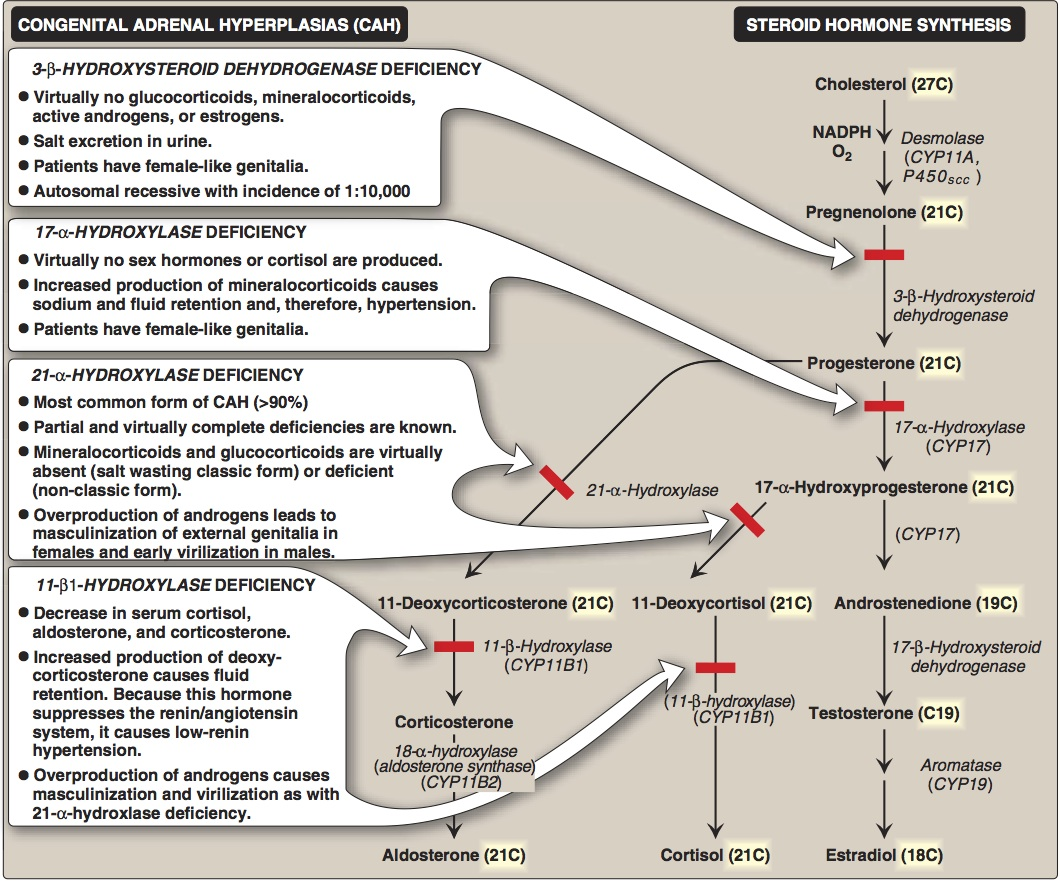 CONGENITAL ADRENAL HYPERPLASIAS (CAH)
3-β-HYDROXYSTEROID DEHYDROGENASE DEFICIENCY
● Virtually no glucocorticoids, mineralocorticoids,
active androgens, or estrogens.
● Salt excretion in urine.
● Patients have female-like genitalia.
● Autosomal recessive with incidence of 1:10,000
17-α-HYDROXYLASE DEFICIENCY
● Virtually no sex hormones or cortisol are produced.
● Increased production of mineralocorticoids causes
sodium and fluid retention and, therefore, hypertension.
● Patients have female-like genitalia.
21-α-HYDROXYLASE DEFICIENCY
● Most common form of CAH (>90%)
● Partial and virtually complete deficiencies are known.
● Mineralocorticoids and glucocorticoids are virtually
absent (salt wasting classic form) or deficient
(non-classic form).
● Overproduction of androgens leads to
masculinization of external genitalia in
females and early virilization in males.
11-β1-HYDROXYLASE DEFICIENCY
● Decrease in serum cortisol,
aldosterone, and corticosterone.
● Increased production of deoxy-
corticosterone causes fluid
retention. Because this hormone
suppresses the renin/angiotensin
system, it causes low-renin
hypertension.
● Overproduction of androgens causes
masculinization and virilization as with
21-α-hydroxlase deficiency.
STEROID HORMONE SYNTHESIS
Cholesterol (27C)
NADPH
O2
Desmolase
(CYP11A,
P450scc )
Pregnenolone (21C)
3-β-Hydroxysteroid
dehydrogenase
Progesterone (21C)
17-α-Hydroxylase
(CYP17)
21-α-Hydroxylase
17-α-Hydroxyprogesterone (21C)
(CYP17)
11-Deoxycorticosterone (21C)
11-Deoxycortisol (21C)
Androstenedione (19C)
11-β-Hydroxylase
(CYP11B1)
17-β-Hydroxysteroid
dehydrogenase
(11-β-hydroxylase)
(CYP11B1)
Corticosterone
Testosterone (C19)
18-α-hydroxylase
(aldosterone synthase)
(CYP11B2)
Aromatase
(CYP19)
Aldosterone (21C)
Cortisol (21C)
Estradiol (18C)